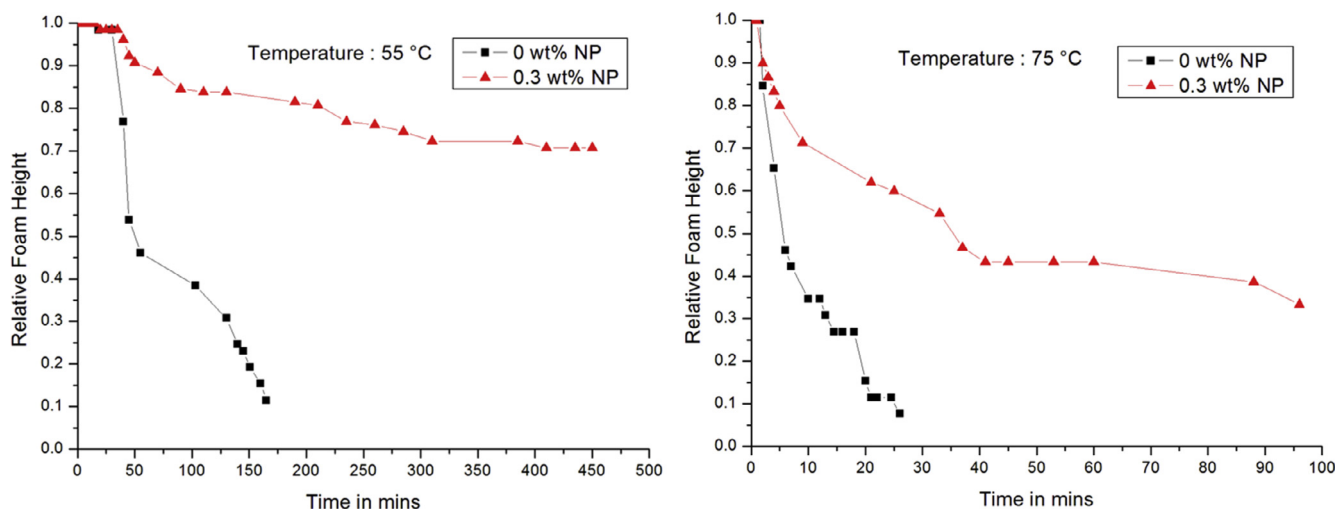 Temperature : 55 °C
0 wt% NP
0.3 wt% NP
Relative Foam Height
1.0
0.9
0.8
0.7
0.6
0.5
0.4
0.3
0.2
0.1
0.0
0 50 100 150 200 250 300 350 400 450 500
Time in mins
Temperature : 75 °C
0 wt% NP
0.3 wt% NP
Relative Foam Height
1.0
0.9
0.8
0.7
0.6
0.5
0.4
0.3
0.2
0.1
0.0
0 10 20 30 40 50 60 70 80 90 100
Time in mins